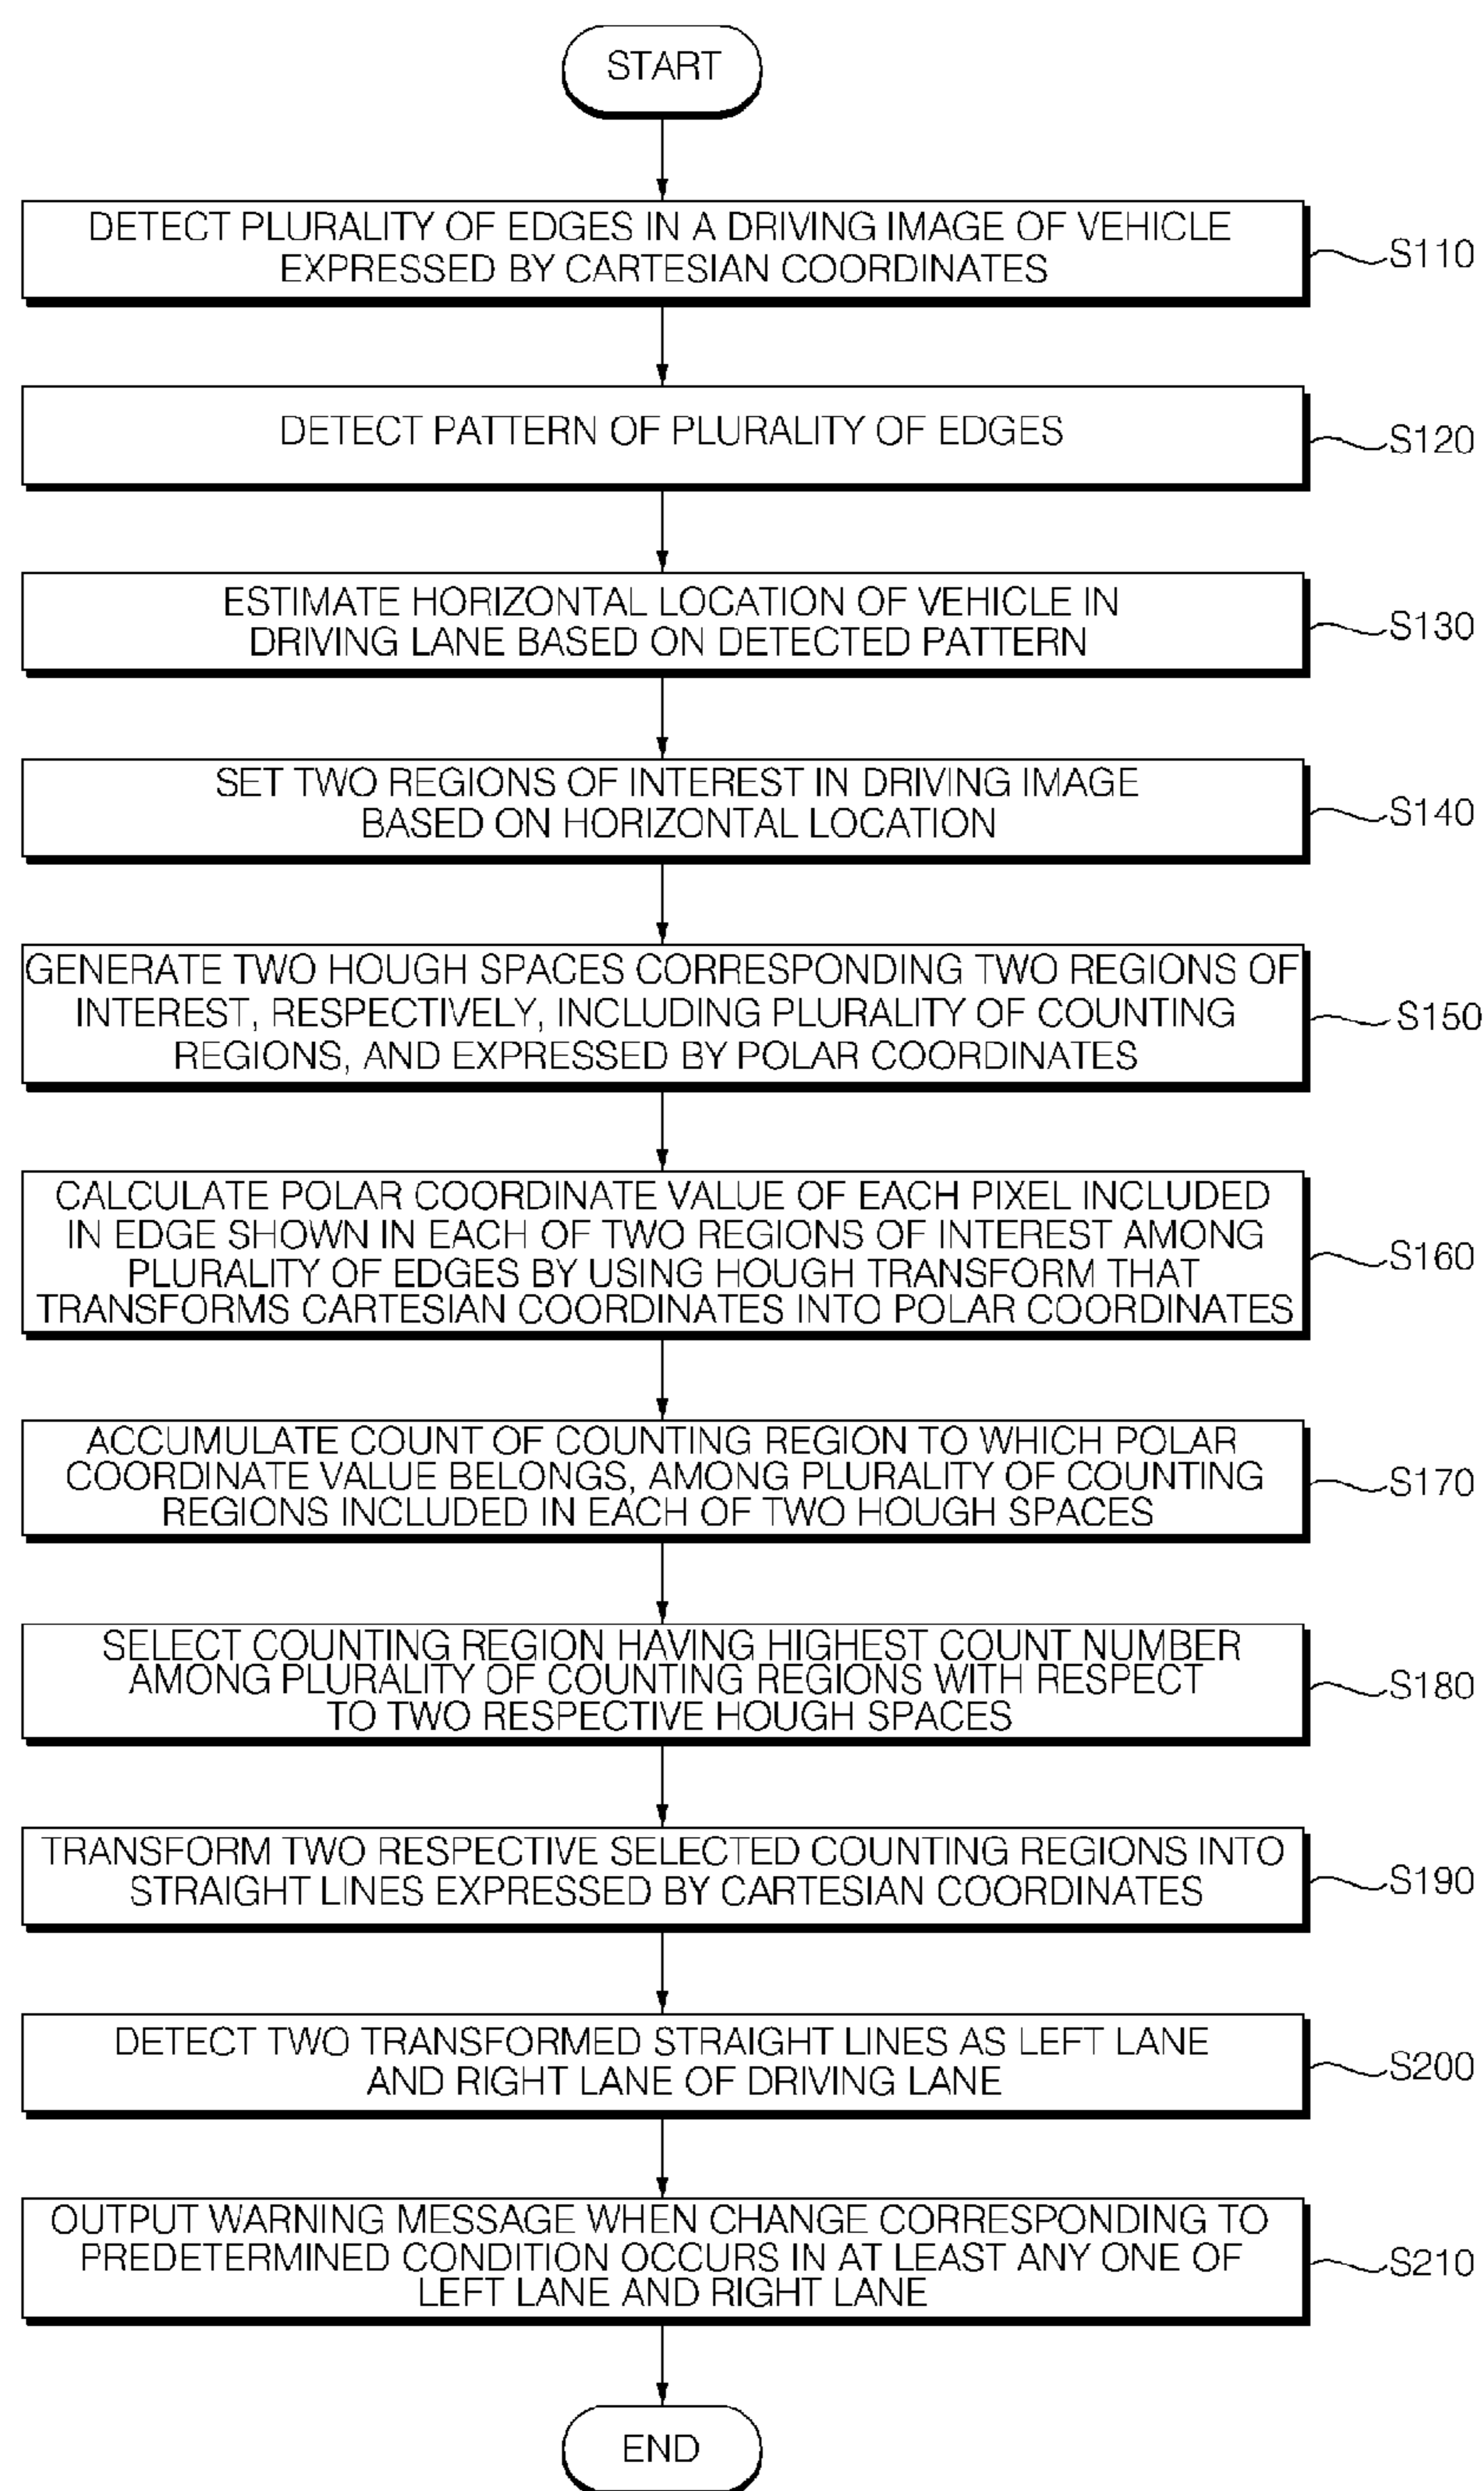 START
DETECT PLURALITY OF EDGES IN A DRIVING IMAGE OF VEHICLE
EXPRESSED BY CARTESIAN COORDINATES
S110
DETECT PATTERN OF PLURALITY OF EDGES
S120
ESTIMATE HORIZONTAL LOCATION OF VEHICLE IN
DRIVING LANE BASED ON DETECTED PATTERN
S130
SET TWO REGIONS OF INTEREST IN DRIVING IMAGE
BASED ON HORIZONTAL LOCATION
S140
GENERATE TWO HOUGH SPACES CORRESPONDING TWO REGIONS OF
INTEREST, RESPECTIVELY, INCLUDING PLURALITY OF COUNTING
REGIONS, AND EXPRESSED BY POLAR COORDINATES
S150
CALCULATE POLAR COORDINATE VALUE OF EACH PIXEL INCLUDED
IN EDGE SHOWN IN EACH OF TWO REGIONS OF INTEREST AMONG
PLURALITY OF EDGES BY USING HOUGH TRANSFORM THAT
TRANSFORMS CARTESIAN COORDINATES INTO POLAR COORDINATES
S160
ACCUMULATE COUNT OF COUNTING REGION TO WHICH POLAR
COORDINATE VALUE BELONGS, AMONG PLURALITY OF COUNTING
REGIONS INCLUDED IN EACH OF TWO HOUGH SPACES
S170
SELECT COUNTING REGION HAVING HIGHEST COUNT NUMBER
AMONG PLURALITY OF COUNTING REGIONS WITH RESPECT
TO TWO RESPECTIVE HOUGH SPACES
S180
TRANSFORM TWO RESPECTIVE SELECTED COUNTING REGIONS INTO
STRAIGHT LINES EXPRESSED BY CARTESIAN COORDINATES
S190
DETECT TWO TRANSFORMED STRAIGHT LINES AS LEFT LANE
AND RIGHT LANE OF DRIVING LANE
S200
OUTPUT WARNING MESSAGE WHEN CHANGE CORRESPONDING TO
PREDETERMINED CONDITION OCCURS IN AT LEAST ANY ONE OF
LEFT LANE AND RIGHT LANE
S210
END